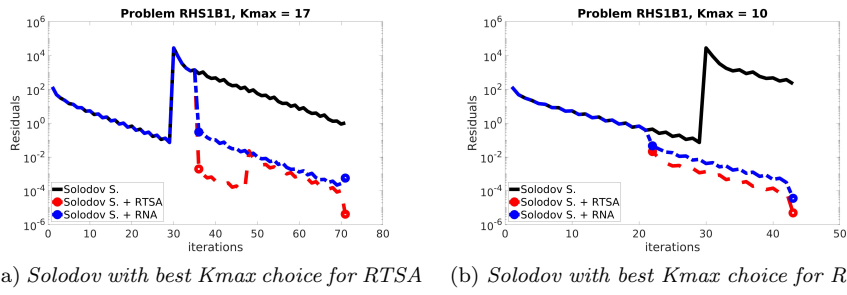 Problem RHS1B1, Kmax = 17
10^6
10^4
10^2
10^0
10^-2
10^-4
10^-6
Residuals
Solodov S.
Solodov S. + RTSA
Solodov S. + RNA
0 10 20 30 40 50 60 70 80
iterations
a) Solodov with best Kmax choice for RTSA
Problem RHS1B1, Kmax = 10
10^6
10^4
10^2
10^0
10^-2
10^-4
10^-6
Residuals
Solodov S.
Solodov S. + RTSA
Solodov S. + RNA
0 10 20 30 40 50
iterations
(b) Solodov with best Kmax choice for R